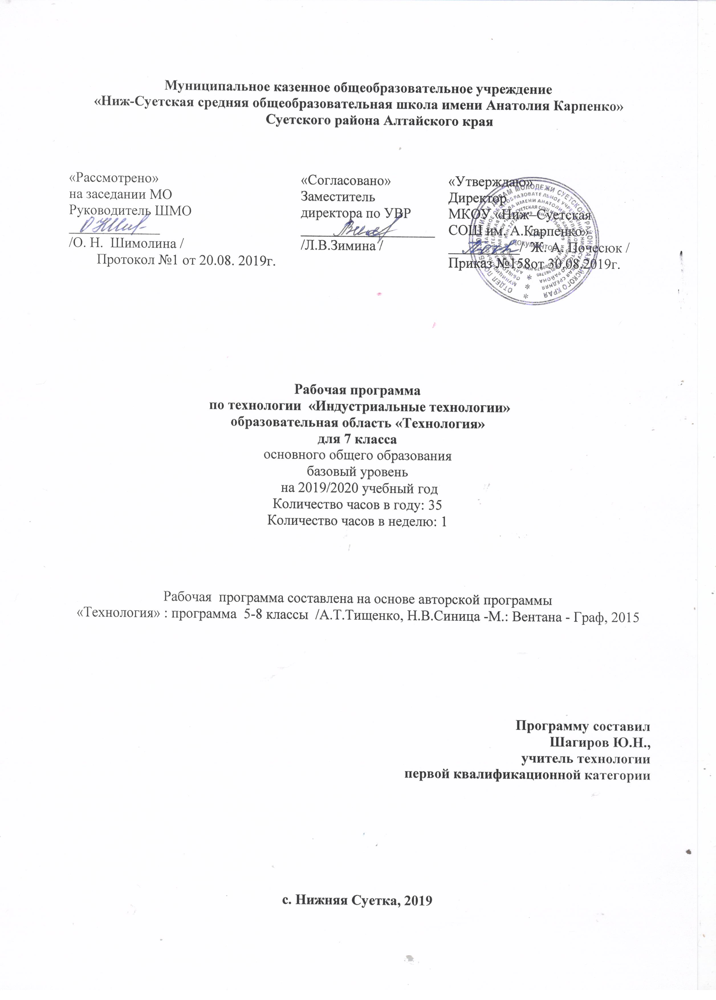 Муниципальное казенное общеобразовательное учреждение
«Ниж-Суетская средняя общеобразовательная школа имени Анатолия Карпенко»
Суетского района Алтайского края
«Рассмотрено»
на заседании МО
Руководитель ШМО
/О. Н. Шимолина /
Протокол №1 от 20.08. 2019г.
«Согласовано»
Заместитель
директора по УВР
/Л.В.Зимина /
«Утверждаю»
Директор
МКОУ «Ниж–Суетская
СОШ им. А.Карпенко»
/ Ж. А. Почесюк /
Приказ №158от 30.08.2019г.
Рабочая программа
по технологии «Индустриальные технологии»
образовательная область «Технология»
для 7 класса
основного общего образования
базовый уровень
на 2019/2020 учебный год
Количество часов в году: 35
Количество часов в неделю: 1
Рабочая программа составлена на основе авторской программы
«Технология» : программа 5-8 классы /А.Т.Тищенко, Н.В.Синица -М.: Вентана - Граф, 2015
Программу составил
Шагиров Ю.Н.,
учитель технологии
первой квалификационной категории
с. Нижняя Суетка, 2019